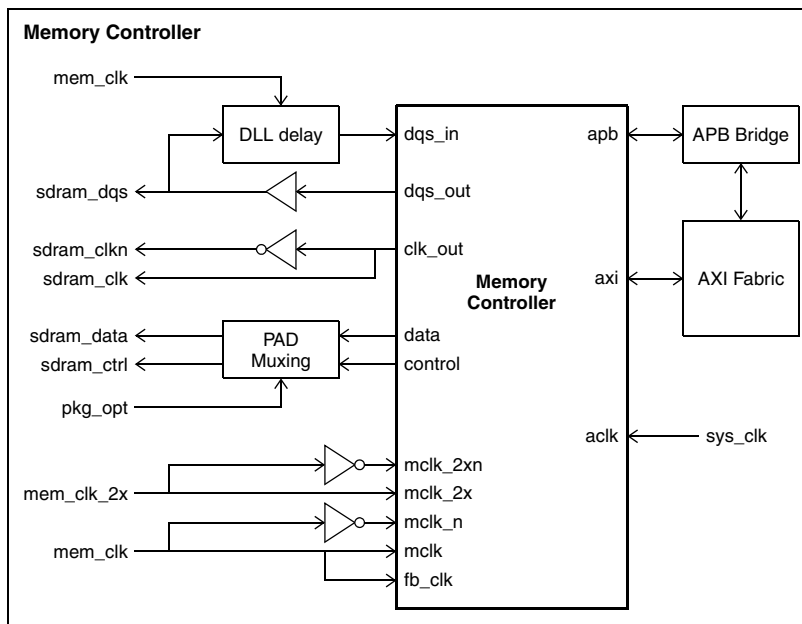 Memory Controller
mem_clk
DLL delay
dqs_in
apb
APB Bridge
sdram_dqs
dqs_out
sdram_clkn
clk_out
sdram_clk
Memory
Controller
axi
AXI Fabric
sdram_data
PAD
Muxing
data
sdram_ctrl
control
pkg_opt
aclk
sys_clk
mclk_2xn
mem_clk_2x
mclk_2x
mclk_n
mem_clk
mclk
fb_clk